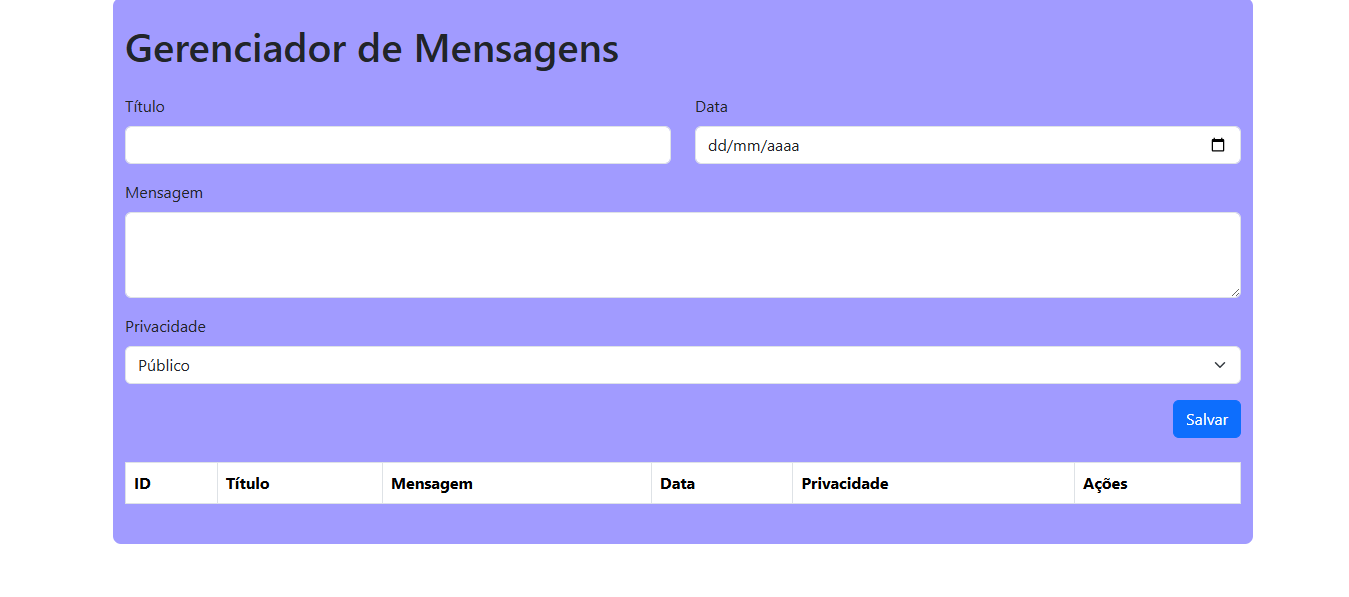 Gerenciador de Mensagens
Título Data
dd/mm/aaaa
Mensagem
Privacidade
Público
Salvar
ID Título Mensagem Data Privacidade Ações